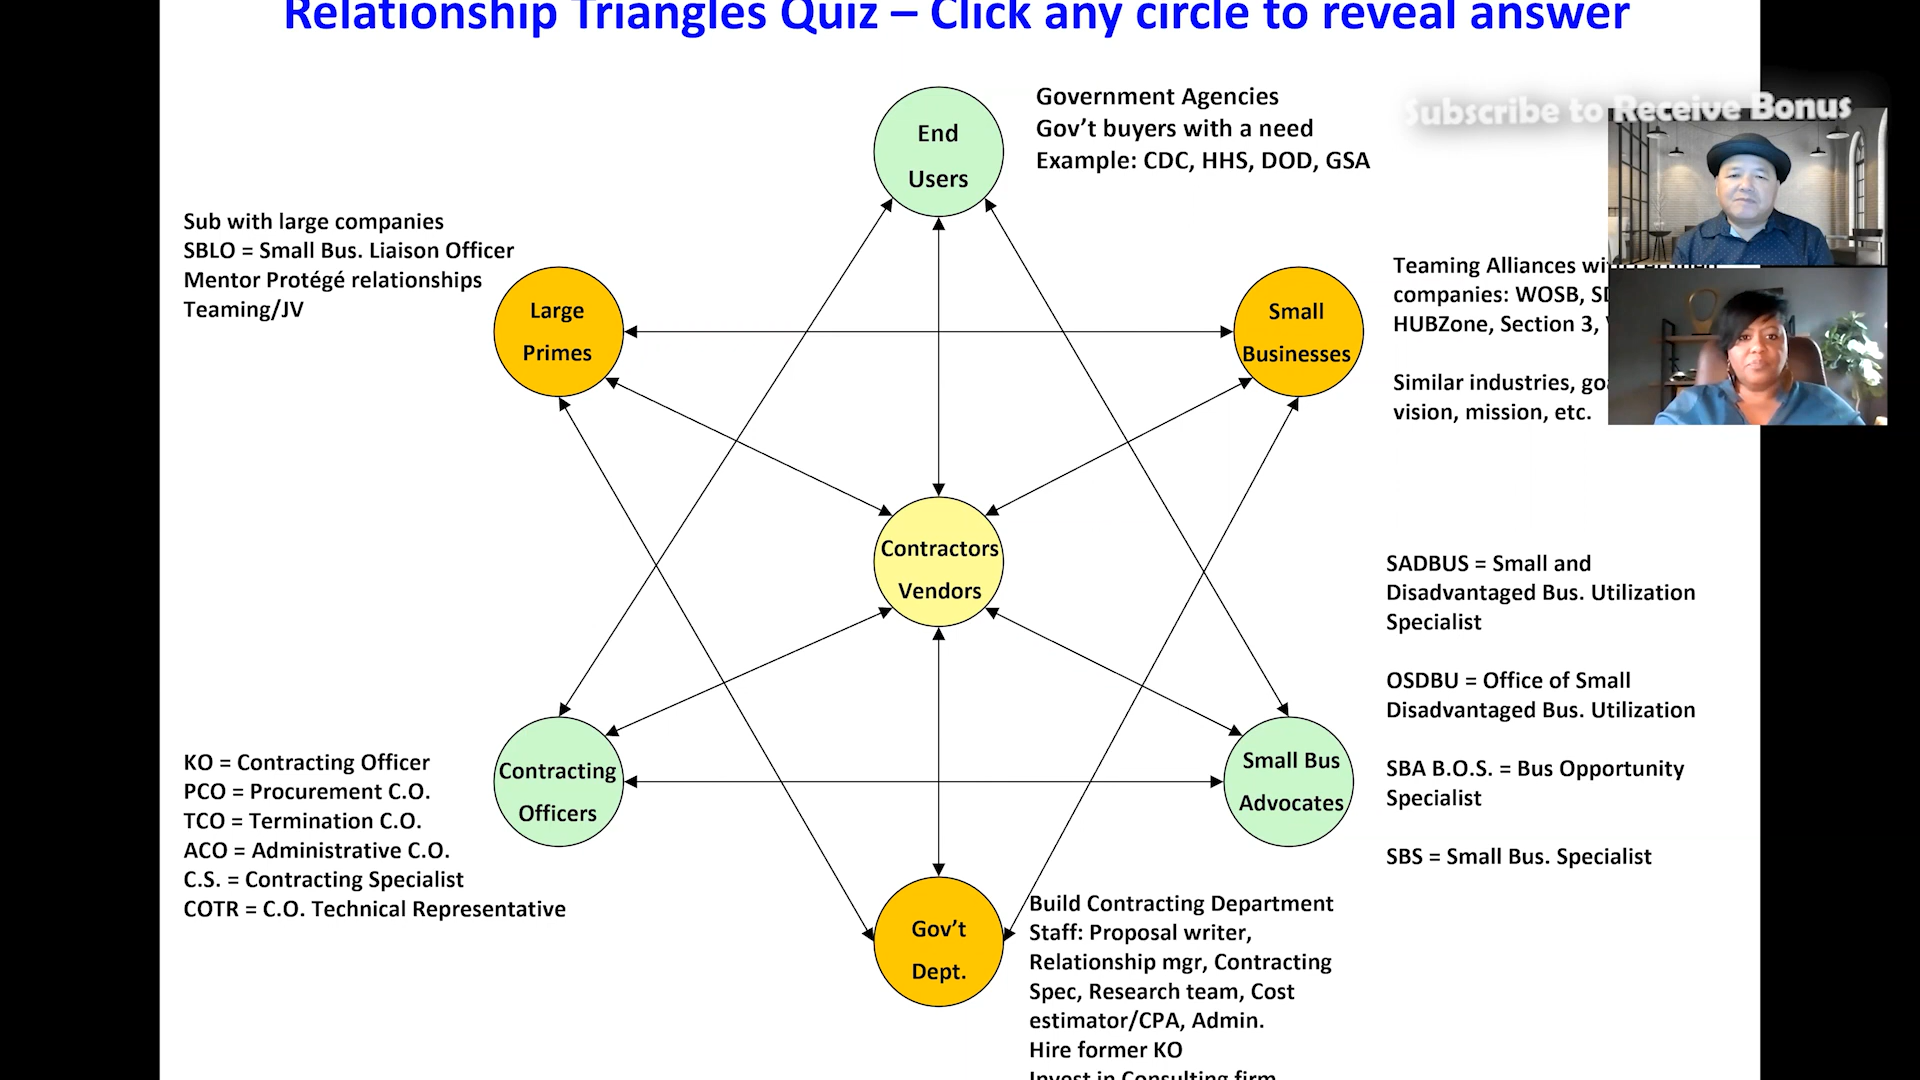 Relationship Triangles Quiz – Click any circle to reveal answer
Subscribe to Receive Bonus
End
Users
Government Agencies
Gov’t buyers with a need
Example: CDC, HHS, DOD, GSA
Sub with large companies
SBLO = Small Bus. Liaison Officer
Mentor Protégé relationships
Teaming/JV
Large
Primes
Small
Businesses
Teaming Alliances
companies: WOSB,
HUBZone, Section 3,
Similar industries,
vision, mission, etc.
Contractors
Vendors
SADBUS = Small and
Disadvantaged Bus. Utilization
Specialist
OSDBU = Office of Small
Disadvantaged Bus. Utilization
SBA B.O.S. = Bus Opportunity
Specialist
SBS = Small Bus. Specialist
KO = Contracting Officer
PCO = Procurement C.O.
TCO = Termination C.O.
ACO = Administrative C.O.
C.S. = Contracting Specialist
COTR = C.O. Technical Representative
Contracting
Officers
Small Bus
Advocates
Gov’t
Dept.
Build Contracting Department
Staff: Proposal writer,
Relationship mgr, Contracting
Spec, Research team, Cost
estimator/CPA, Admin.
Hire former KO
Invest in Consulting firm